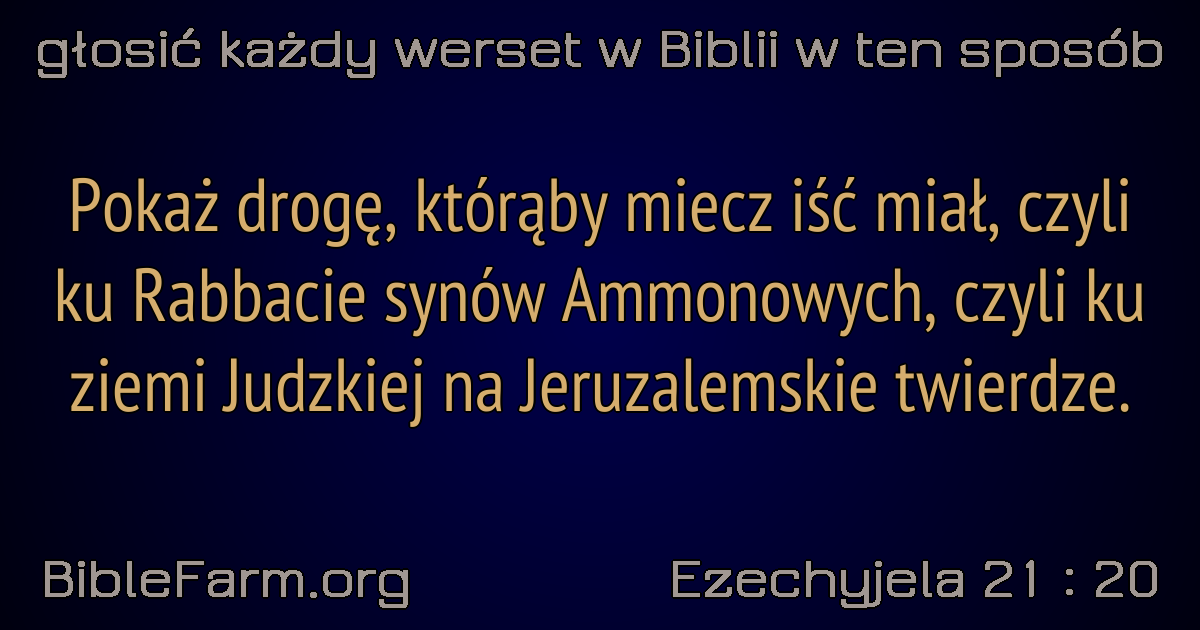 głosić każdy werset w Biblii w ten sposób
Pokaż drogę, którąby miecz iść miał, czyli
ku Rabbacie synów Ammonowych, czyli ku
ziemi Judzkiej na Jeruzalemskie twierdze.
BibleFarm.org
Ezechyjela 21 : 20